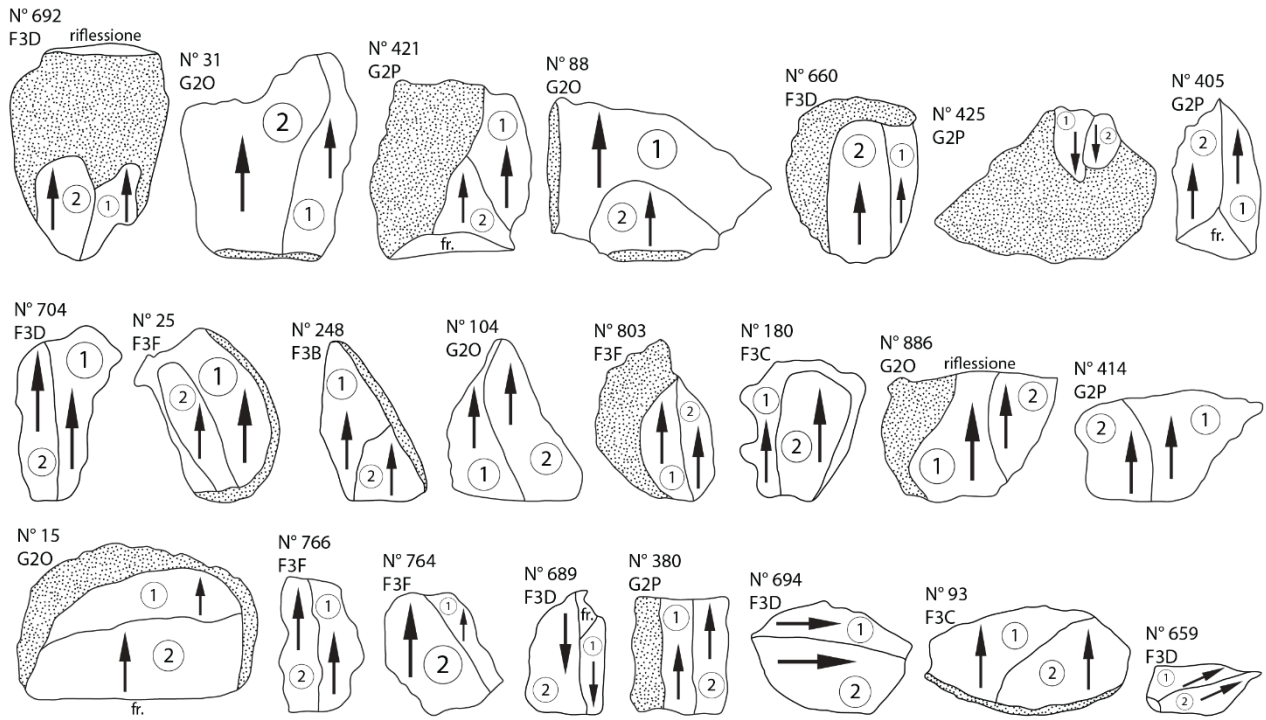 N° 692
F3D
riflessione
2
1
N° 31
G2O
2
1
N° 421
G2P
1
2
fr.
N° 88
G2O
1
2
N° 660
F3D
2
1
N° 425
G2P
1
2
N° 405
G2P
2
1
fr.
N° 704
F3D
1
2
N° 25
F3F
1
2
N° 248
F3B
1
2
N° 104
G2O
1
2
N° 803
F3F
2
1
N° 180
F3C
1
2
N° 886
G2O
riflessione
2
1
N° 414
G2P
2
1
N° 15
G2O
1
2
fr.
N° 766
F3F
1
2
N° 764
F3F
1
2
N° 689
F3D
fr.
1
2
N° 380
G2P
1
2
N° 694
F3D
1
2
N° 93
F3C
1
2
N° 659
F3D
1
2